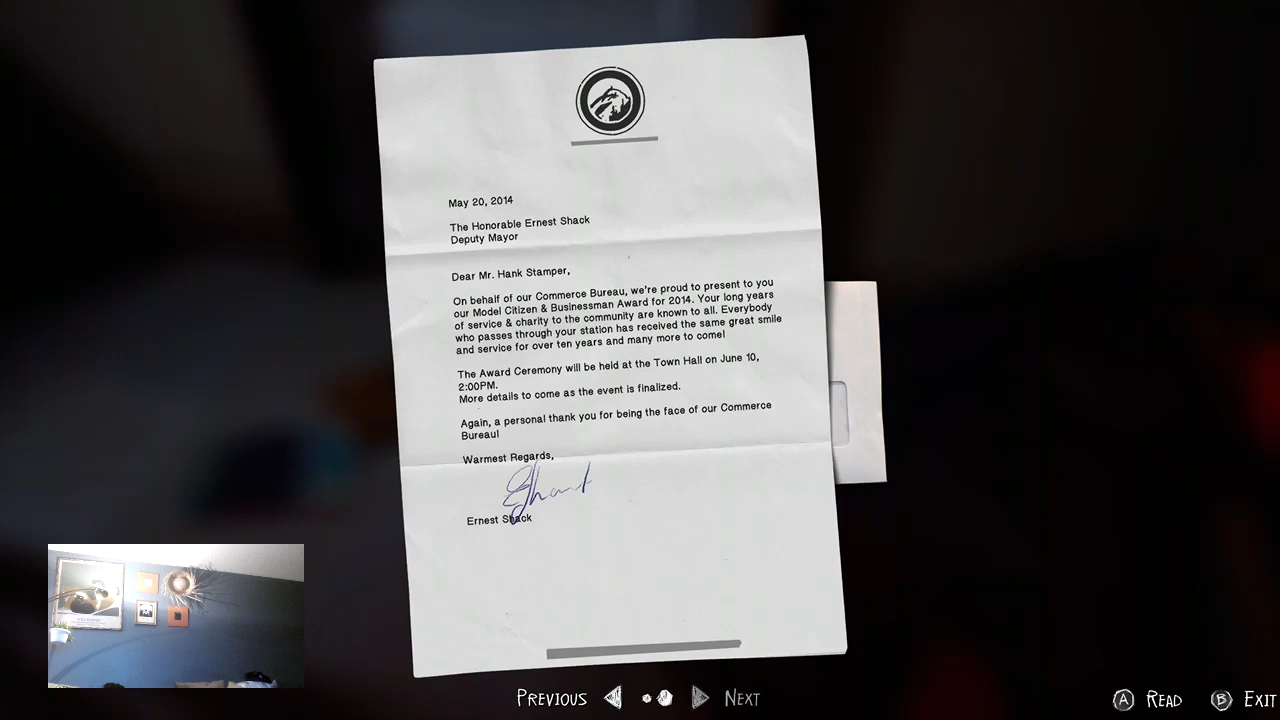 May 20, 2014
The Honorable Ernest Shack
Deputy Mayor
Dear Mr. Hank Stamper,
On behalf of our Commerce Bureau, we're proud to present to you
our Model Citizen & Businessman Award for 2014. Your long years
of service & charity to the community are known to all. Everybody
who passes through your station has received the same great smile
and service for over ten years and many more to come!
The Award Ceremony will be held at the Town Hall on June 10,
2:00PM.
More details to come as the event is finalized.
Again, a personal thank you for being the face of our Commerce
Bureau!
Warmest Regards,
Ernest Shack
PREVIOUS
NEXT
A READ
B EXIT